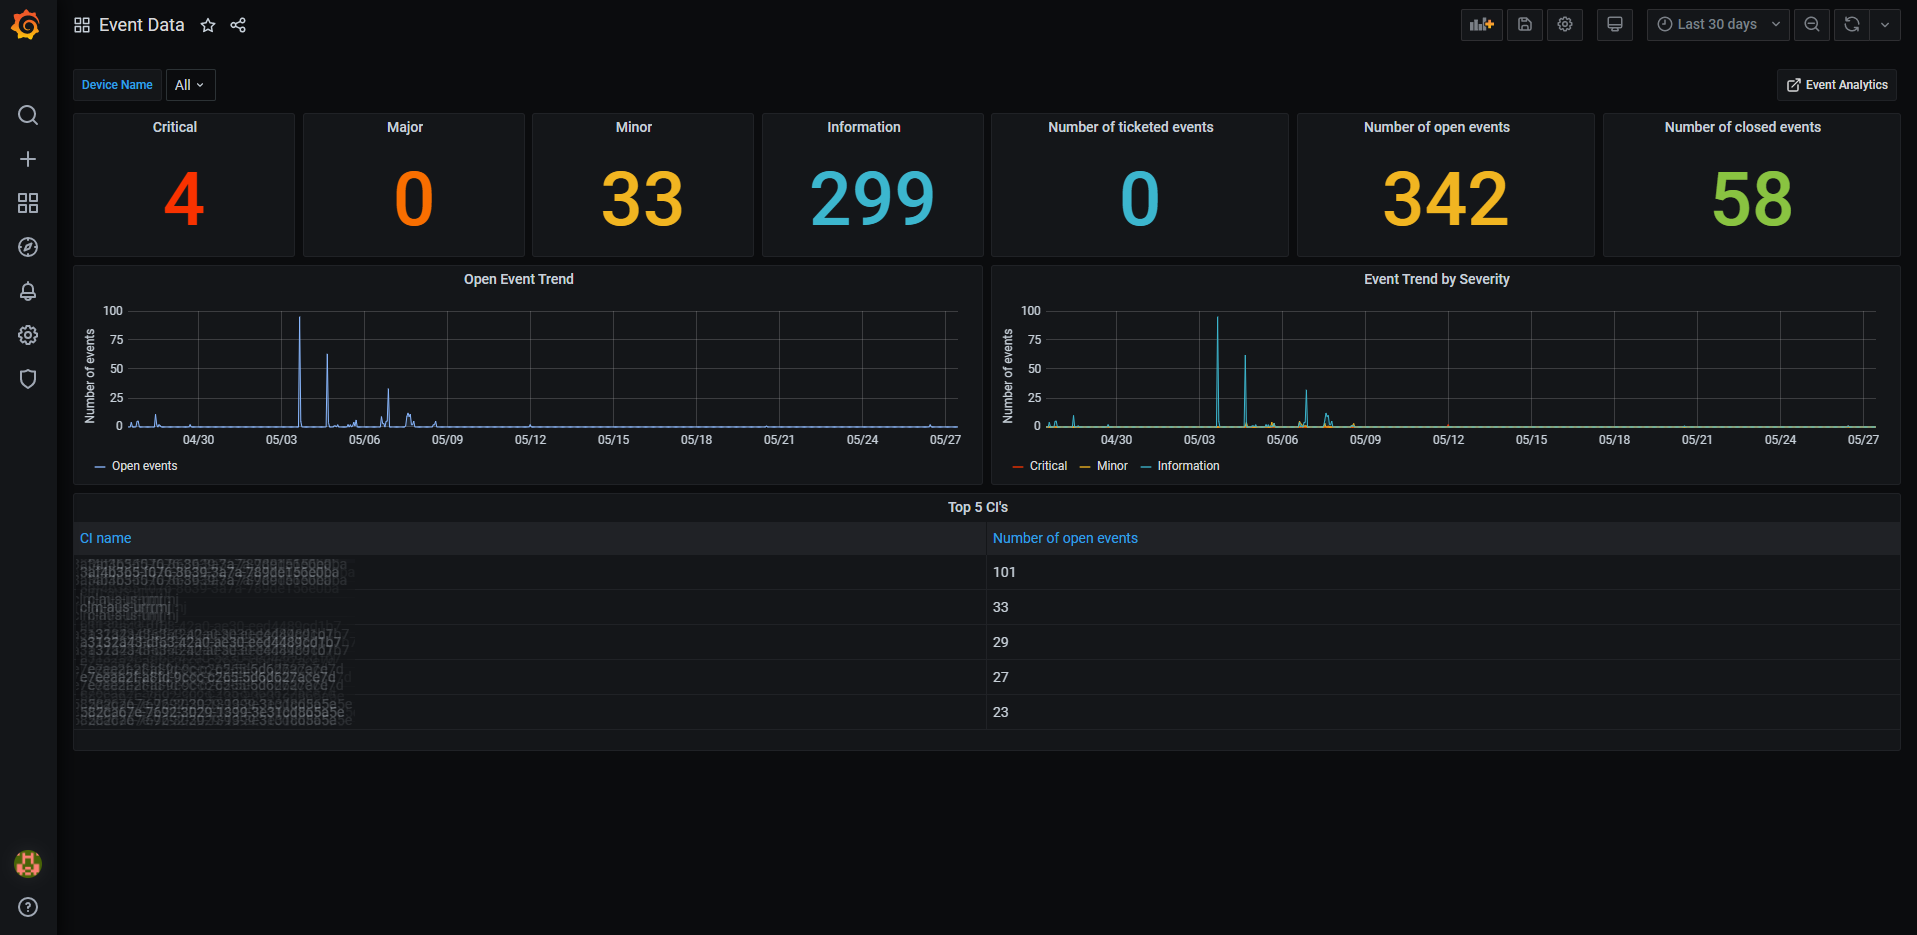 Event Data
Last 30 days
Device Name
All
Event Analytics
Critical
4
Major
0
Minor
33
Information
299
Number of ticketed events
0
Number of open events
342
Number of closed events
58
Open Event Trend
Number of events
100
75
50
25
0
04/30 05/03 05/06 05/09 05/12 05/15 05/18 05/21 05/24 05/27
Open events
Event Trend by Severity
Number of events
100
75
50
25
0
04/30 05/03 05/06 05/09 05/12 05/15 05/18 05/21 05/24 05/27
Critical Minor Information
Top 5 CI's
CI name Number of open events
101
33
29
27
23